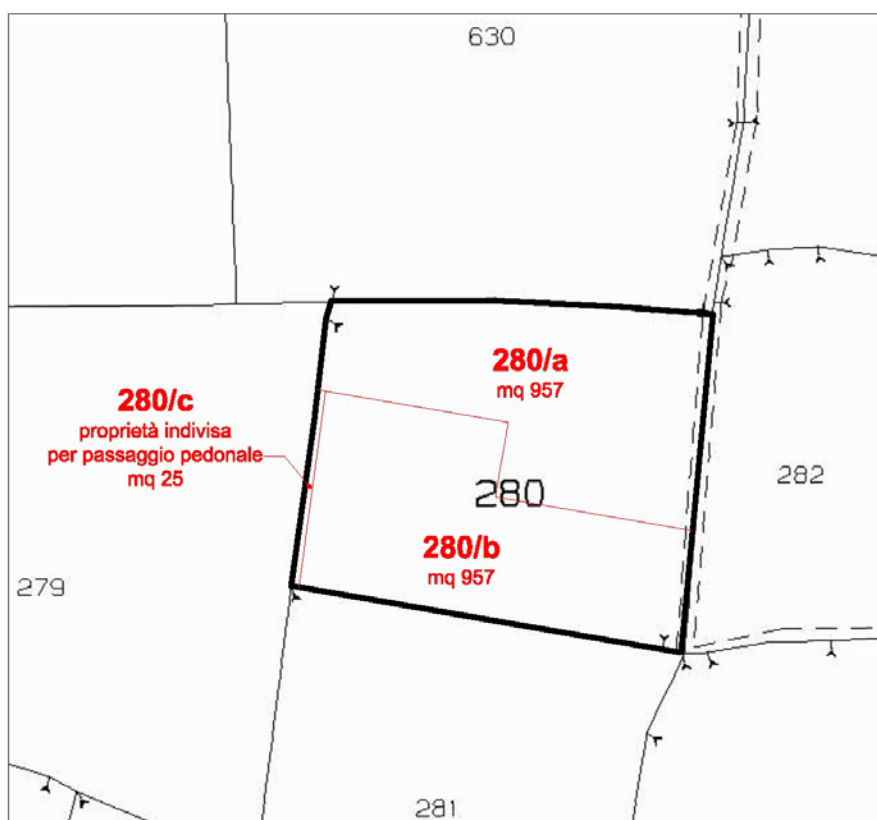 630
280/a
mq 957
280/c
proprietà indivisa
per passaggio pedonale
mq 25
280
282
280/b
mq 957
279
281